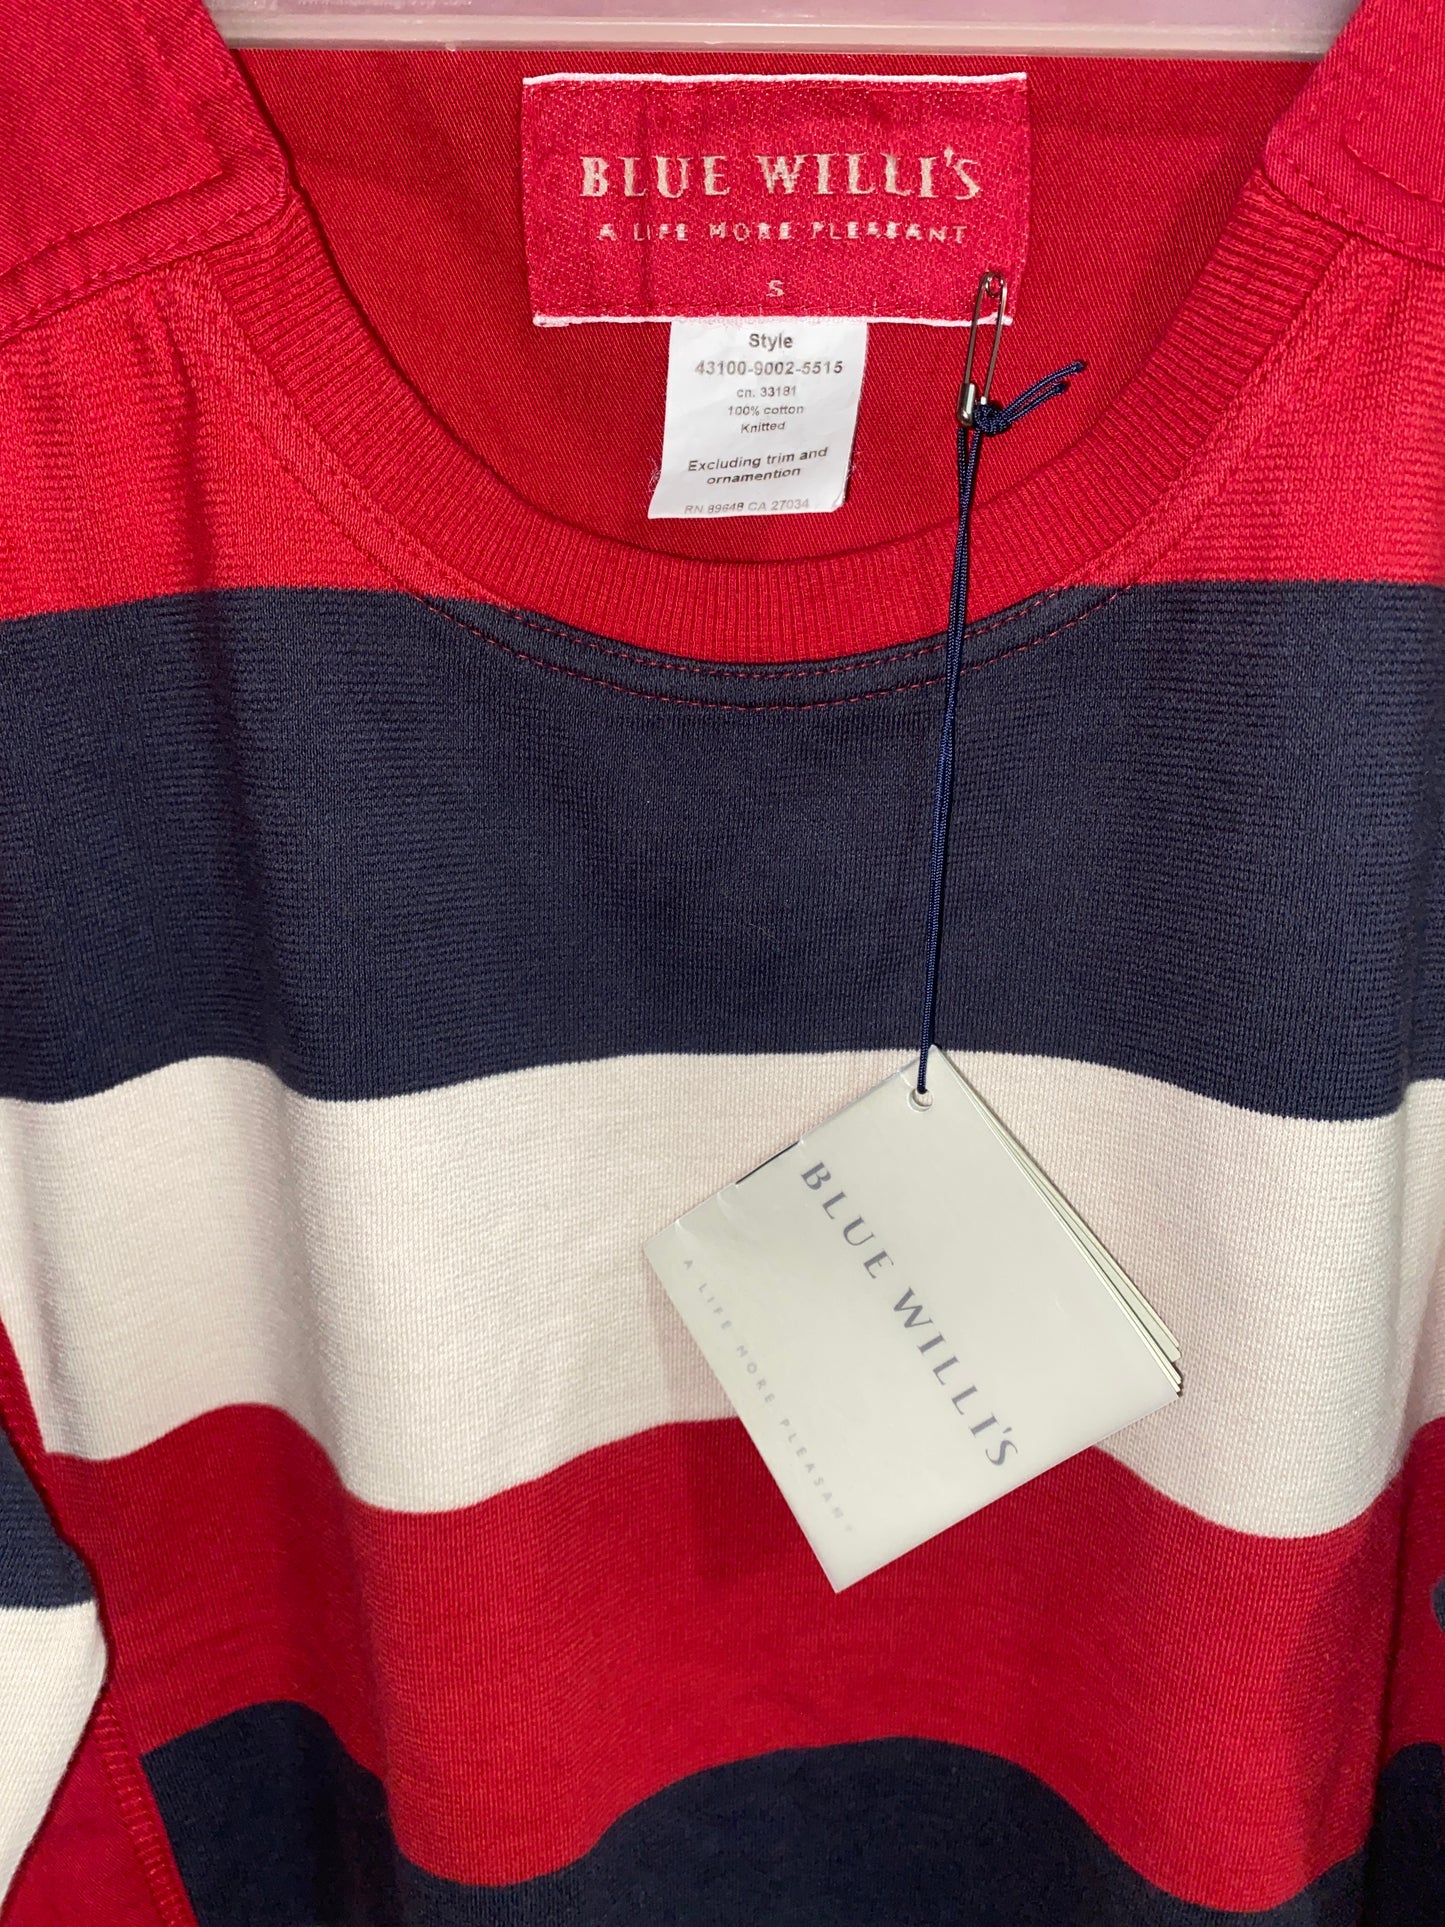 BLUE WILLI'S
A LIFE MORE PLEASANT
S
Style
43100-9002-5515
cn. 33181
100% cotton
Knitted
Excluding trim and
ornamention
RN 89648 CA 27034
BLUE WILLI'S
A LIFE MORE PLEASANT